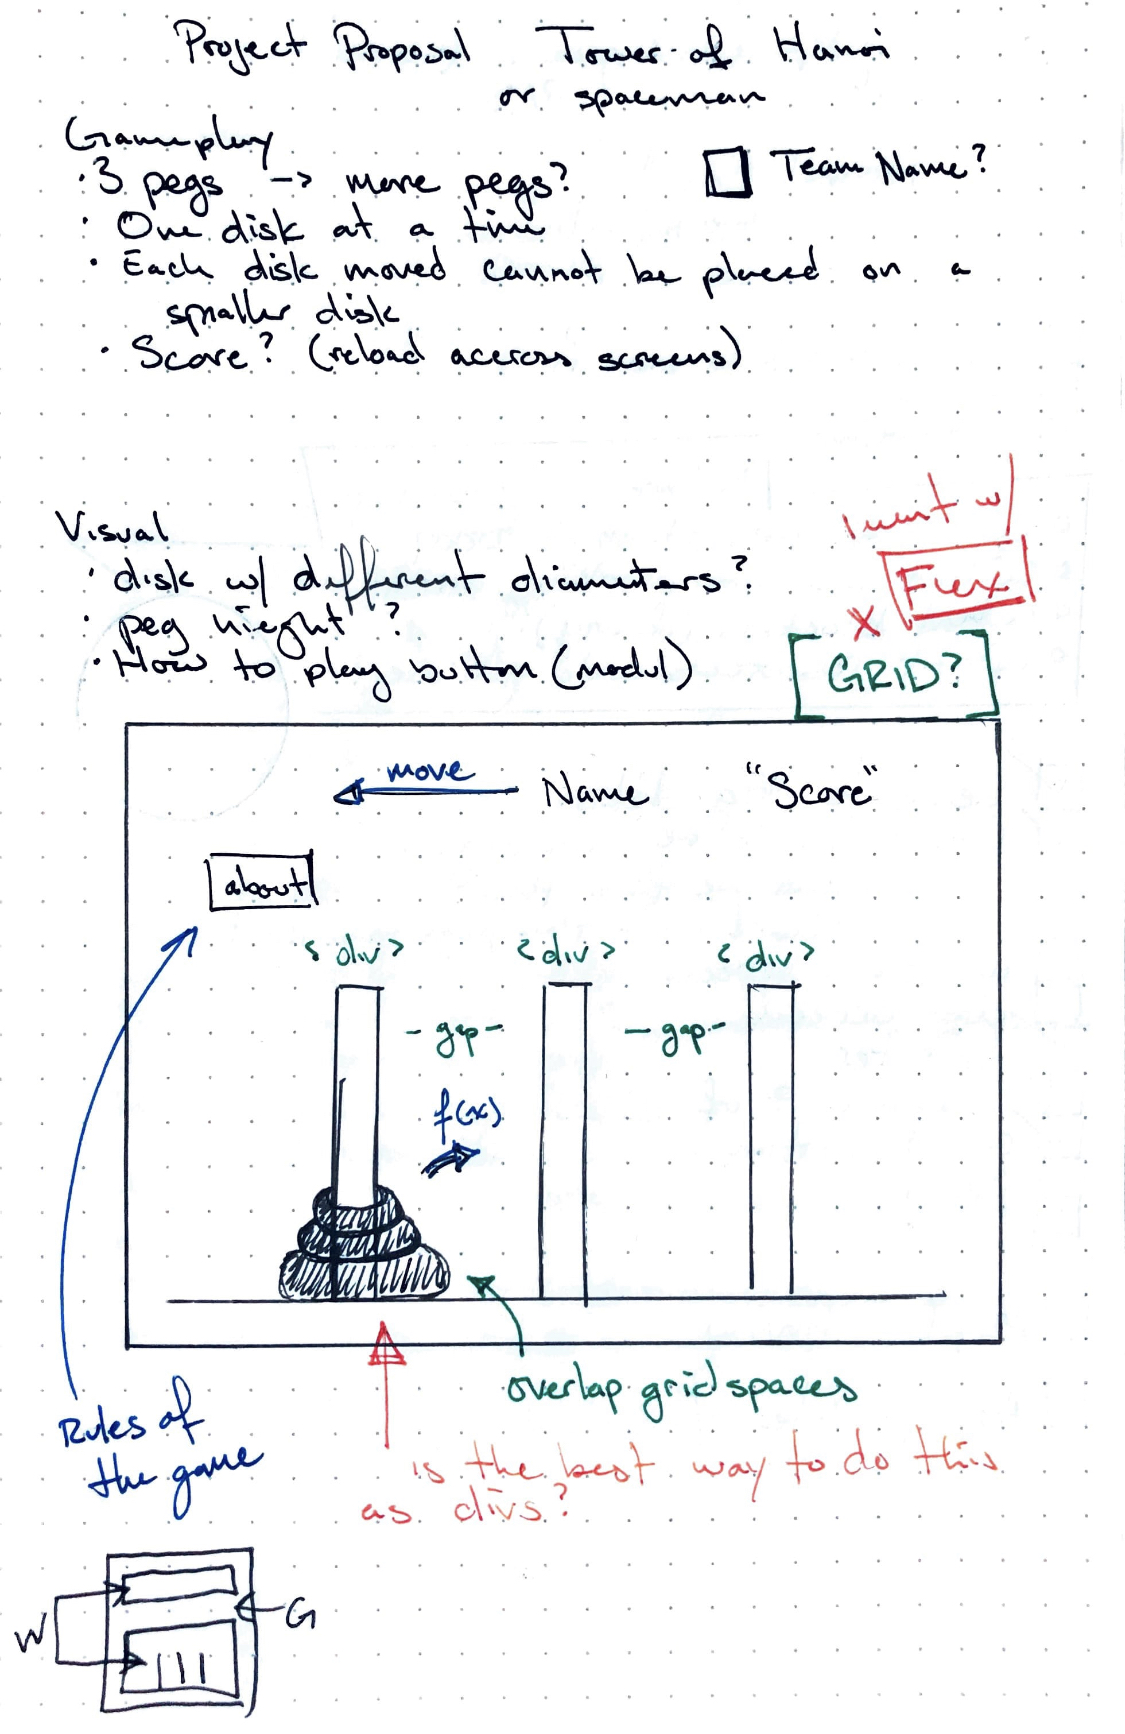 Project Proposal Tower of Hanoi
or spaceman
Gameplay
· 3 pegs -> more pegs?
Team Name?
· One disk at a time
· Each disk moved cannot be placed on a
smaller disk
· Score? (reload accross screens)
I went w/
Flex
x
[GRID?]
Visual
· disk w/ different diamuters?
· peg hieght?
· How to play button (modul)
move Name "Score"
about
<div> <div> <div>
- gap - - gap -
f(x)
overlap grid spaces
Rules of
the game
is the best way to do this
as divs?
W
G